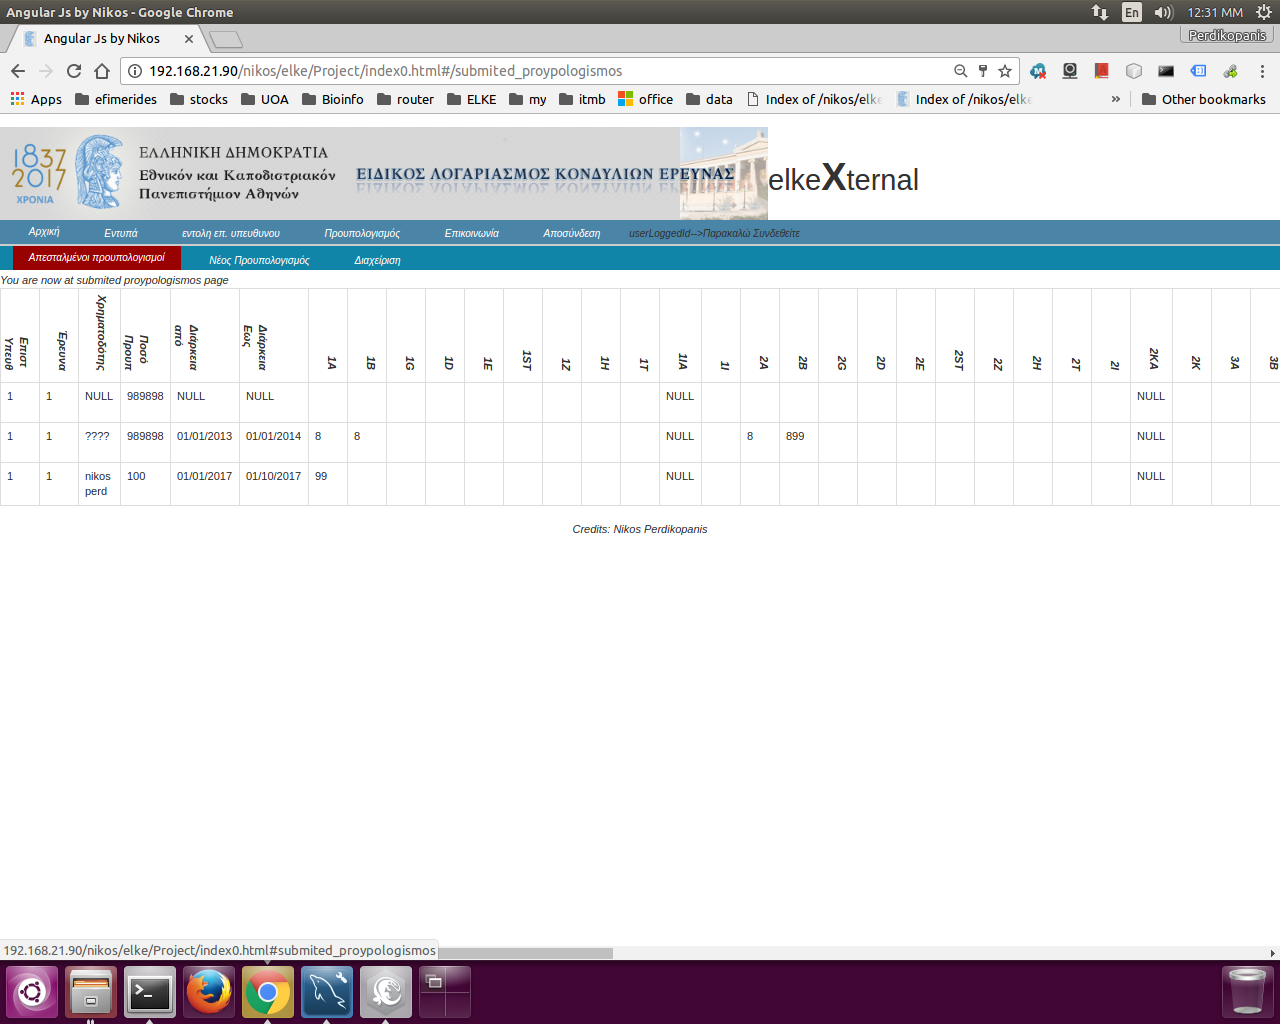 Angular Js by Nikos - Google Chrome
En
12:31 MM
Angular Js by Nikos
Perdikopanis
192.168.21.90/nikos/elke/Project/index0.html#/submited_proypologismos
Apps efimerides stocks UOA Bioinfo router ELKE my itmb office data Index of /nikos/elke Index of /nikos/elke » Other bookmarks
1837
2017
ΧΡΟΝΙΑ
ΕΛΛΗΝΙΚΗ ΔΗΜΟΚΡΑΤΙΑ
Εθνικόν και Καποδιστριακόν
Πανεπιστήμιον Αθηνών
ΕΙΔΙΚΟΣ ΛΟΓΑΡΙΑΣΜΟΣ ΚΟΝΔΥΛΙΩΝ ΕΡΕΥΝΑΣ
elkeXternal
Αρχική Εντυπά εντολη επ. υπευθυνου Προυπολογισμός Επικοινωνία Αποσύνδεση userLoggedId-->Παρακαλώ Συνδεθείτε
Απεσταλμένοι προυπολογισμοί Νέος Προυπολογισμός Διαχείριση
You are now at submited proypologismos page
Επιστ Υπευθ Έρευνα Χρηματοδότης Ποσό Προυπ Διάρκεια από Διάρκεια Εως 1A 1B 1G 1D 1E 1ST 1Z 1H 1T 1IA 1I 2A 2B 2G 2D 2E 2ST 2Z 2H 2T 2I 2KA 2K 3A 3B
1 1 NULL 989898 NULL NULL NULL NULL
1 1 ???? 989898 01/01/2013 01/01/2014 8 8 NULL 8 899 NULL
1 1 nikos perd 100 01/01/2017 01/10/2017 99 NULL NULL
Credits: Nikos Perdikopanis
192.168.21.90/nikos/elke/Project/index0.html#submited_proypologismos